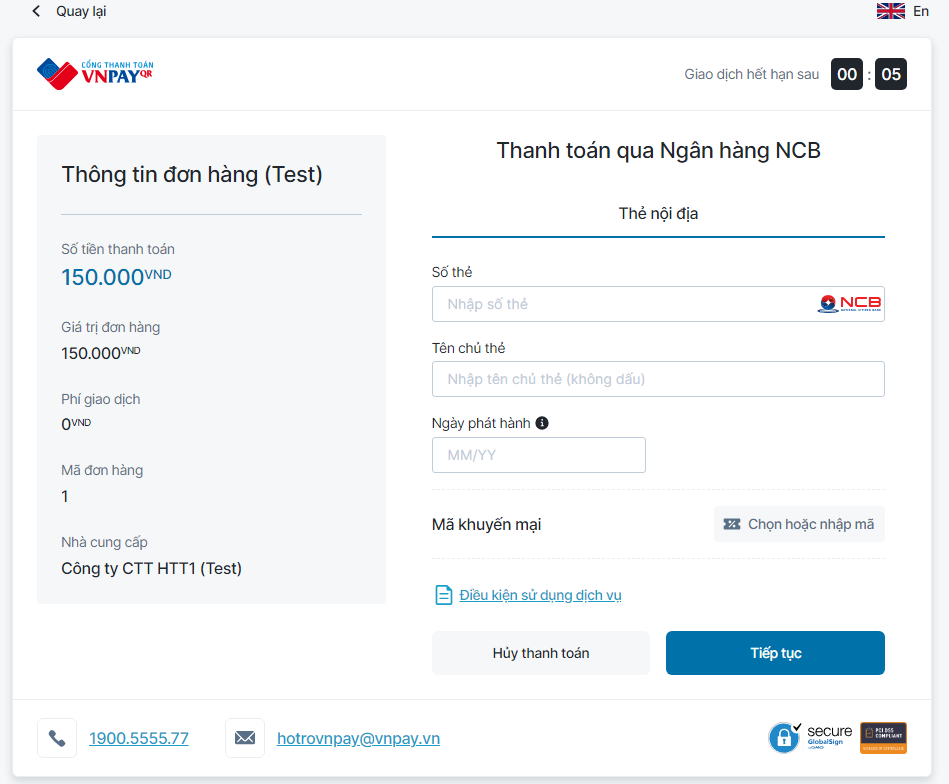 Quay lại
En
CỔNG THANH TOÁN
VNPAYQR
Giao dịch hết hạn sau 00 : 05
Thông tin đơn hàng (Test)
Số tiền thanh toán
150.000VND
Giá trị đơn hàng
150.000VND
Phí giao dịch
0VND
Mã đơn hàng
1
Nhà cung cấp
Công ty CTT HTT1 (Test)
Thanh toán qua Ngân hàng NCB
Thẻ nội địa
Số thẻ
Nhập số thẻ
NCB
NATIONAL CITIZEN BANK
Tên chủ thẻ
Nhập tên chủ thẻ (không dấu)
Ngày phát hành
MM/YY
Mã khuyến mại
Chọn hoặc nhập mã
Điều kiện sử dụng dịch vụ
Hủy thanh toán
Tiếp tục
1900.5555.77
hotrovnpay@vnpay.vn
secure
GlobalSign
PCI DSS
COMPLIANT